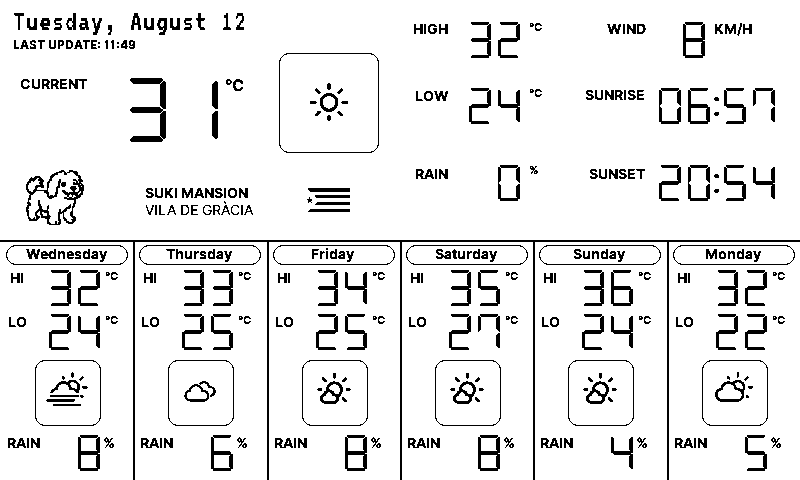 Tuesday, August 12
LAST UPDATE: 11:49
CURRENT 31 °C
HIGH 32 °C
LOW 24 °C
RAIN 0 %
WIND 8 KM/H
SUNRISE 06:57
SUNSET 20:54
SUKI MANSION
VILA DE GRÀCIA
Wednesday
HI 32 °C
LO 24 °C
RAIN 8 %
Thursday
HI 33 °C
LO 25 °C
RAIN 6 %
Friday
HI 34 °C
LO 25 °C
RAIN 8 %
Saturday
HI 35 °C
LO 27 °C
RAIN 8 %
Sunday
HI 36 °C
LO 24 °C
RAIN 4 %
Monday
HI 32 °C
LO 22 °C
RAIN 5 %